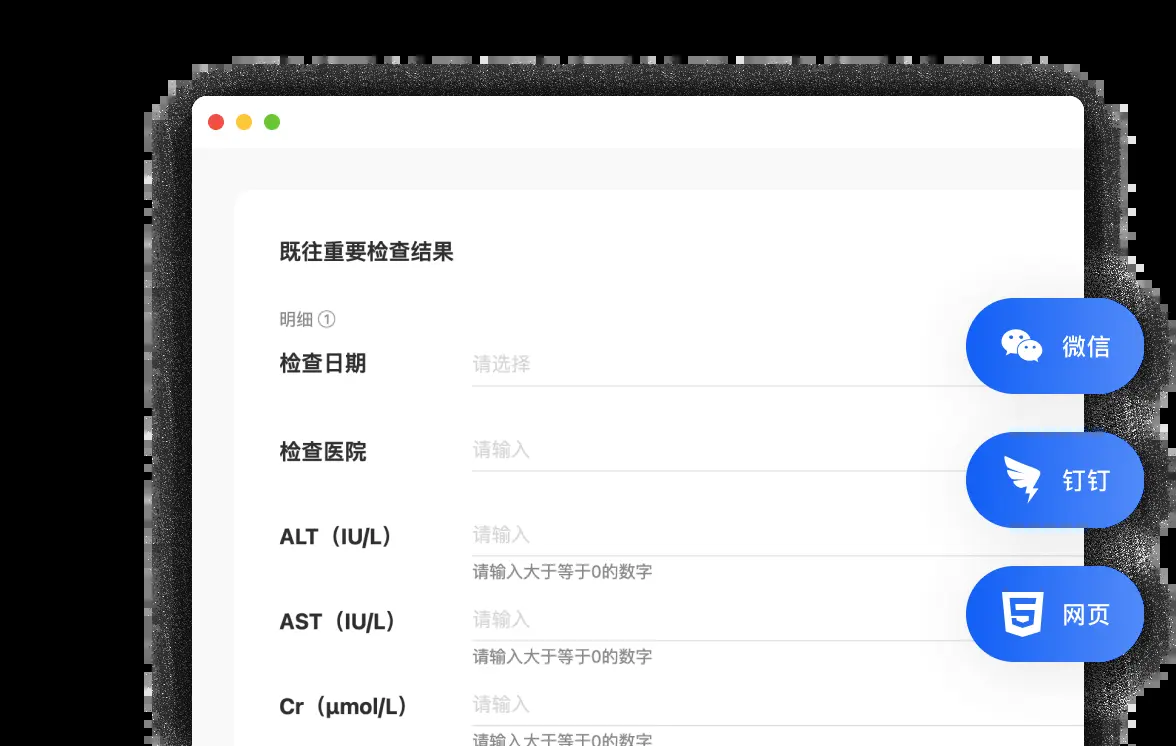 既往重要检查结果
明细 ①
检查日期 请选择
微信
检查医院 请输入
钉钉
ALT（IU/L） 请输入
请输入大于等于0的数字
AST（IU/L） 请输入
网页
请输入大于等于0的数字
Cr（μmol/L） 请输入
请输入大于等于0的数字